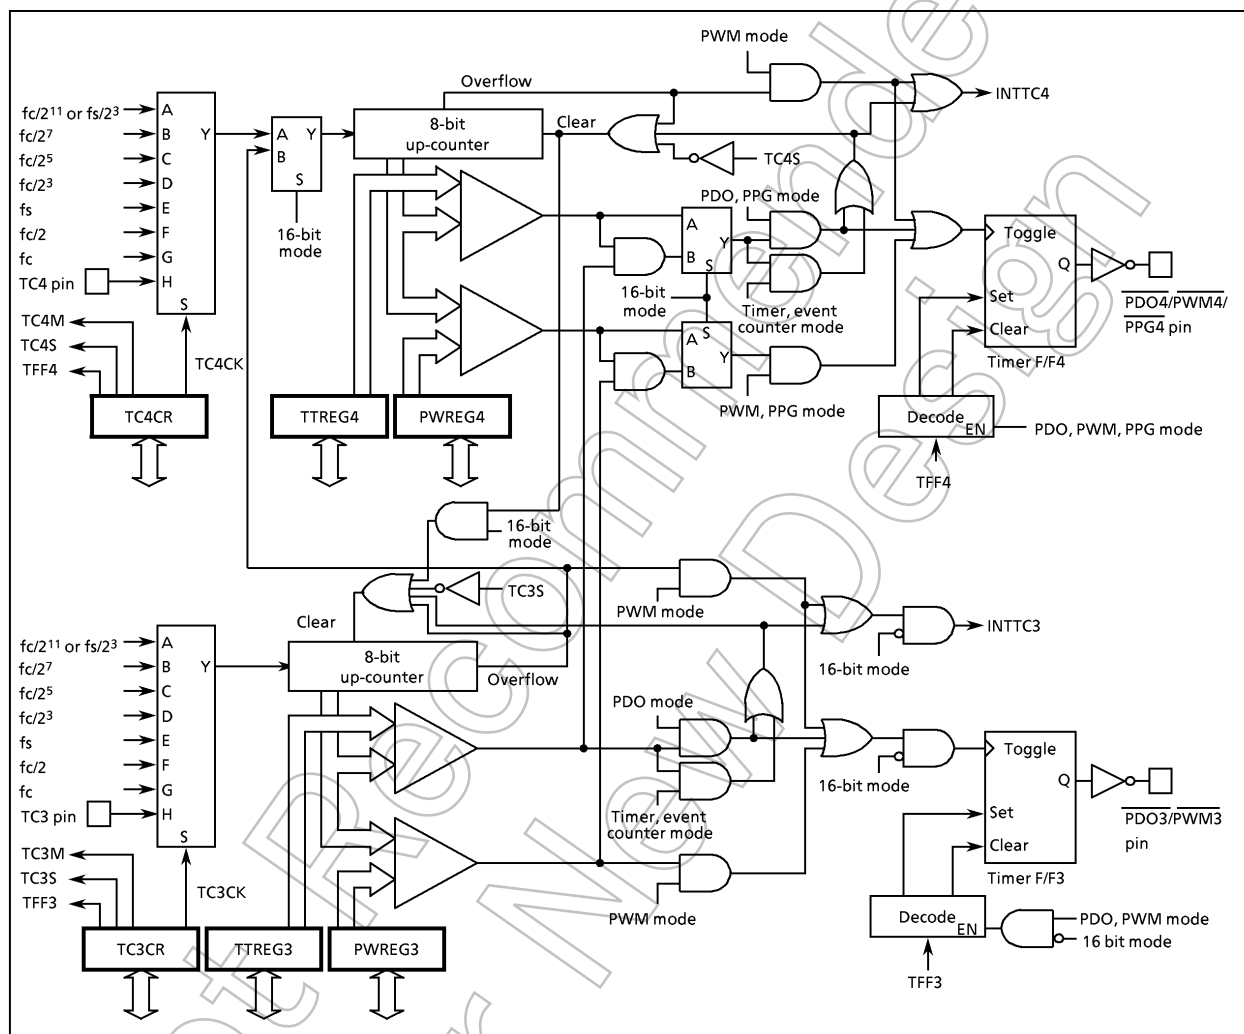 PWM mode
Overflow
INTTC4
fc/2¹¹ or fs/2³
fc/2⁷
fc/2⁵
fc/2³
fs
fc/2
fc
TC4 pin
A
B
C
D
E
F
G
H
Y
S
A
B
Y
S
16-bit
mode
8-bit
up-counter
Clear
TC4S
PDO, PPG mode
A
B
Y
S
16-bit
mode
Timer, event
counter mode
S
A
B
Y
PWM, PPG mode
Toggle
Q
Set
Clear
Timer F/F4
PDO4/PWM4/
PPG4 pin
TC4M
TC4S
TFF4
TC4CK
TC4CR
TTREG4
PWREG4
Decode
EN
PDO, PWM, PPG mode
TFF4
16-bit
mode
TC3S
Clear
PWM mode
INTTC3
16-bit mode
fc/2¹¹ or fs/2³
fc/2⁷
fc/2⁵
fc/2³
fs
fc/2
fc
TC3 pin
A
B
C
D
E
F
G
H
Y
S
8-bit
up-counter
Overflow
PDO mode
Timer, event
counter mode
16-bit mode
Toggle
Q
Set
Clear
Timer F/F3
PDO3/PWM3
pin
TC3M
TC3S
TFF3
TC3CK
PWM mode
TC3CR
TTREG3
PWREG3
Decode
EN
PDO, PWM mode
16 bit mode
TFF3
t Recommende
r New Design